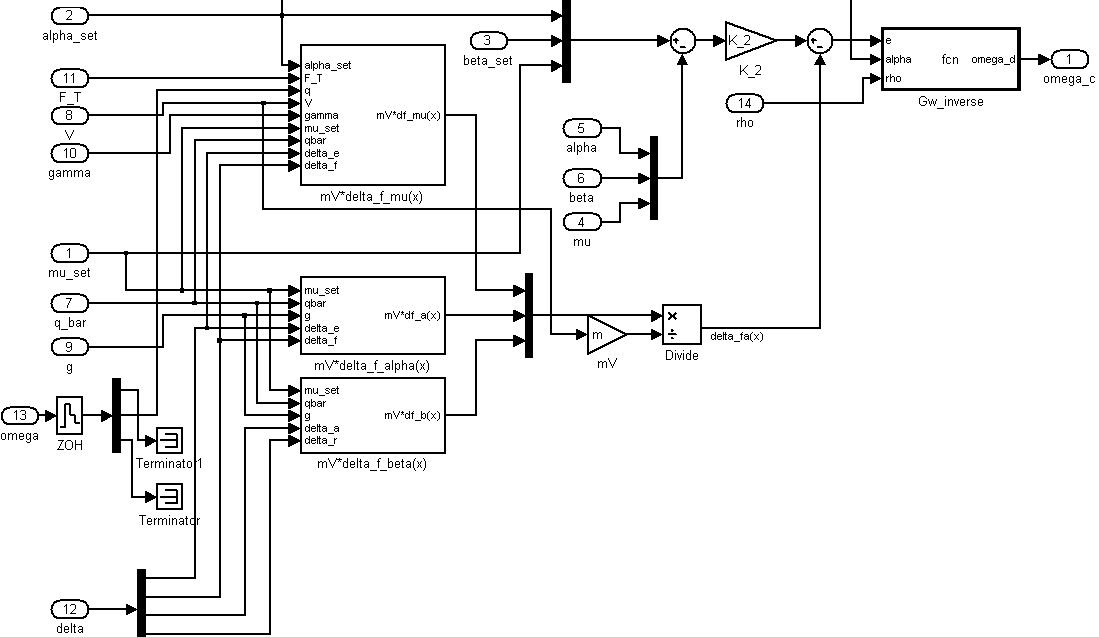 2
alpha_set
11
F_T
8
V
10
gamma
alpha_set
F_T
q
V
gamma
mu_set
qbar
delta_e
delta_f
mV*df_mu(x)
mV*delta_f_mu(x)
3
beta_set
K_2
K_2
e
alpha
rho
fcn
omega_d
Gw_inverse
1
omega_c
14
rho
5
alpha
6
beta
4
mu
1
mu_set
7
q_bar
9
g
mu_set
qbar
g
delta_e
delta_f
mV*df_a(x)
mV*delta_f_alpha(x)
m
mV
×
÷
Divide
delta_fa(x)
13
omega
ZOH
Terminator1
Terminator
mu_set
qbar
g
delta_a
delta_r
mV*df_b(x)
mV*delta_f_beta(x)
12
delta